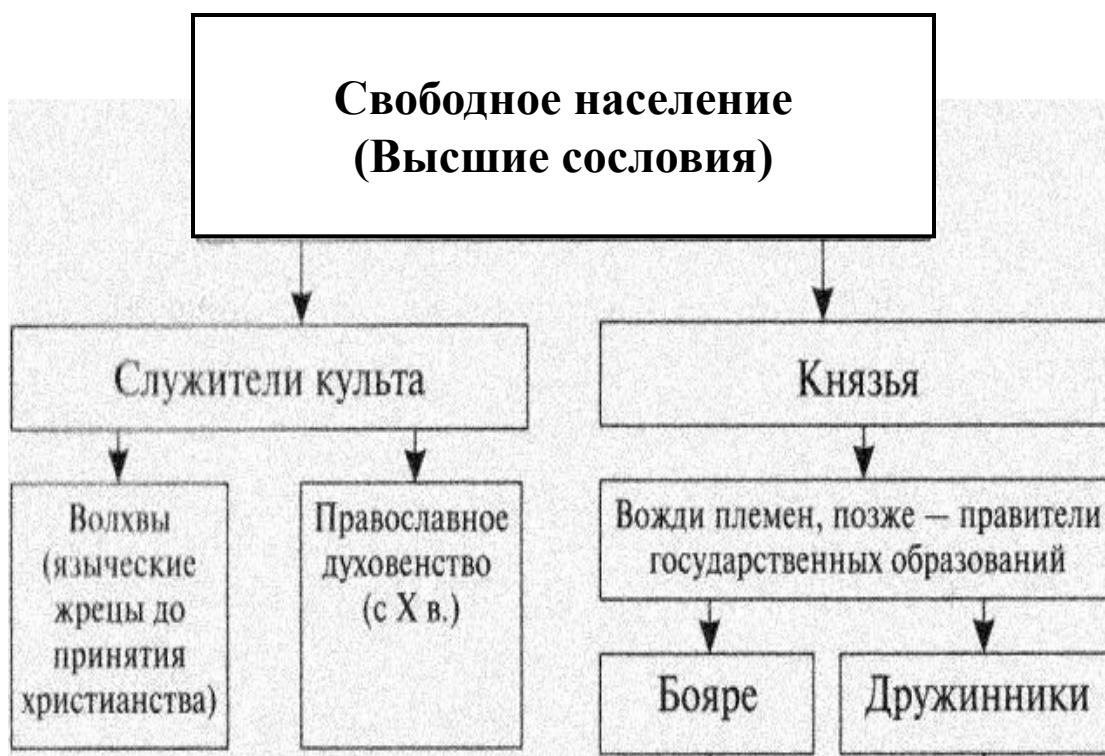 Свободное население
(Высшие сословия)
Служители культа
Князья
Волхвы
(языческие
жрецы до
принятия
христианства)
Православное
духовенство
(с X в.)
Вожди племен, позже — правители
государственных образований
Бояре
Дружинники